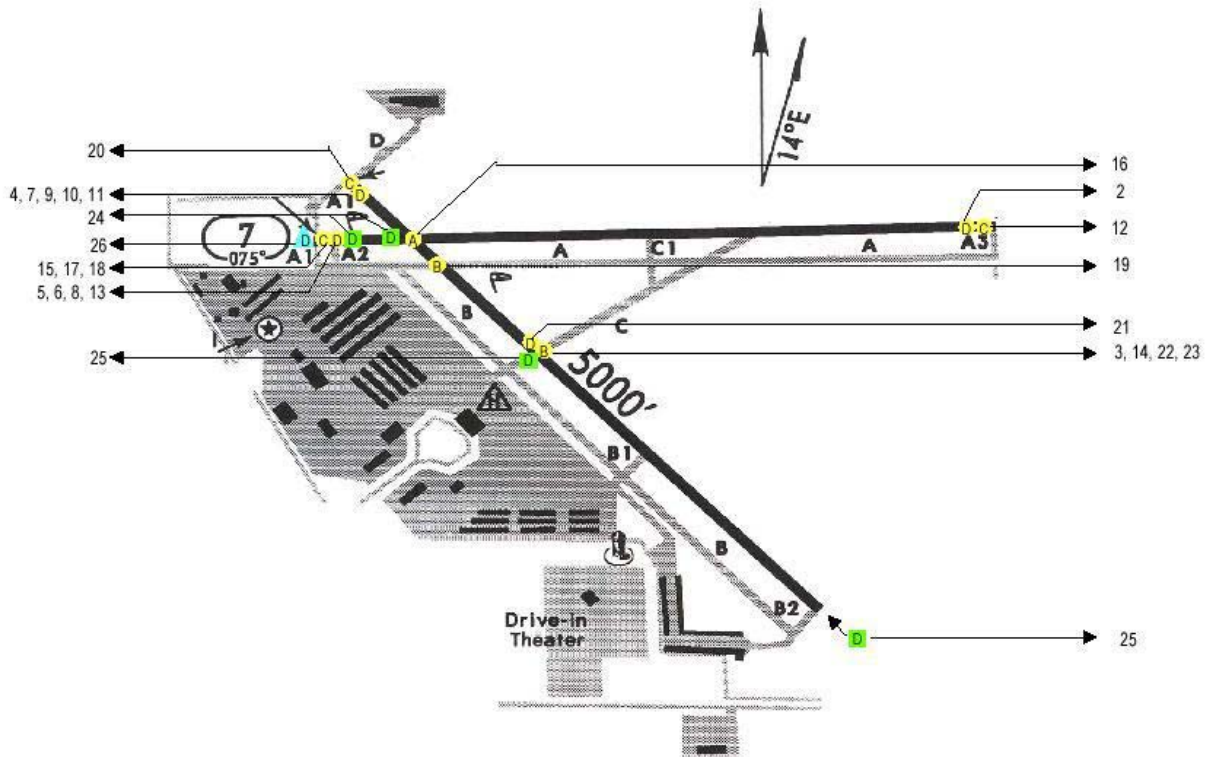 14°E
D
20
C
16
D
4, 7, 9, 10, 11
A1
2
24
7
D
A
D C
12
26
D C D D
A1
A2
A
C1
A
A3
075°
15, 17, 18
B
19
5, 6, 8, 13
B
C
21
D
B
3, 14, 22, 23
25
D
5000'
B1
B
B2
Drive-in
Theater
D
25